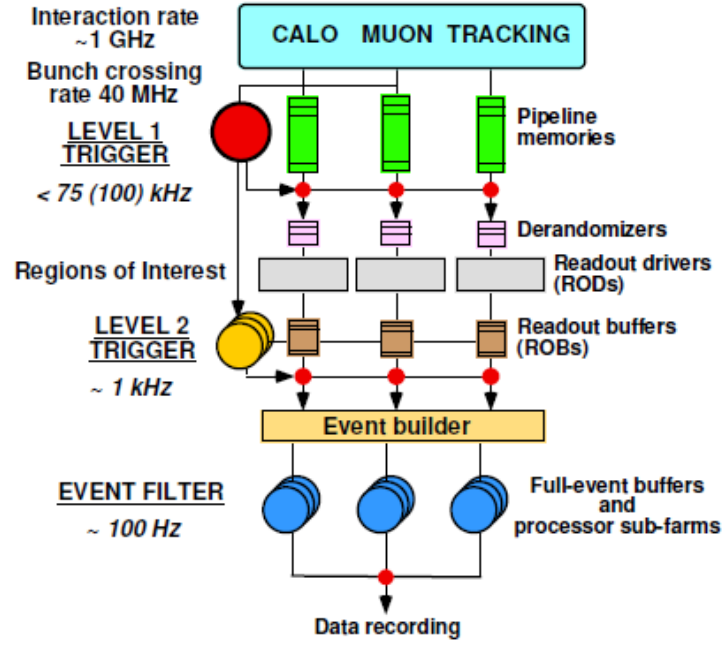 Interaction rate
~1 GHz
CALO MUON TRACKING
Bunch crossing
rate 40 MHz
LEVEL 1
TRIGGER
< 75 (100) kHz
Pipeline
memories
Derandomizers
Regions of Interest
Readout drivers
(RODs)
LEVEL 2
TRIGGER
~ 1 kHz
Readout buffers
(ROBs)
Event builder
EVENT FILTER
~ 100 Hz
Full-event buffers
and
processor sub-farms
Data recording